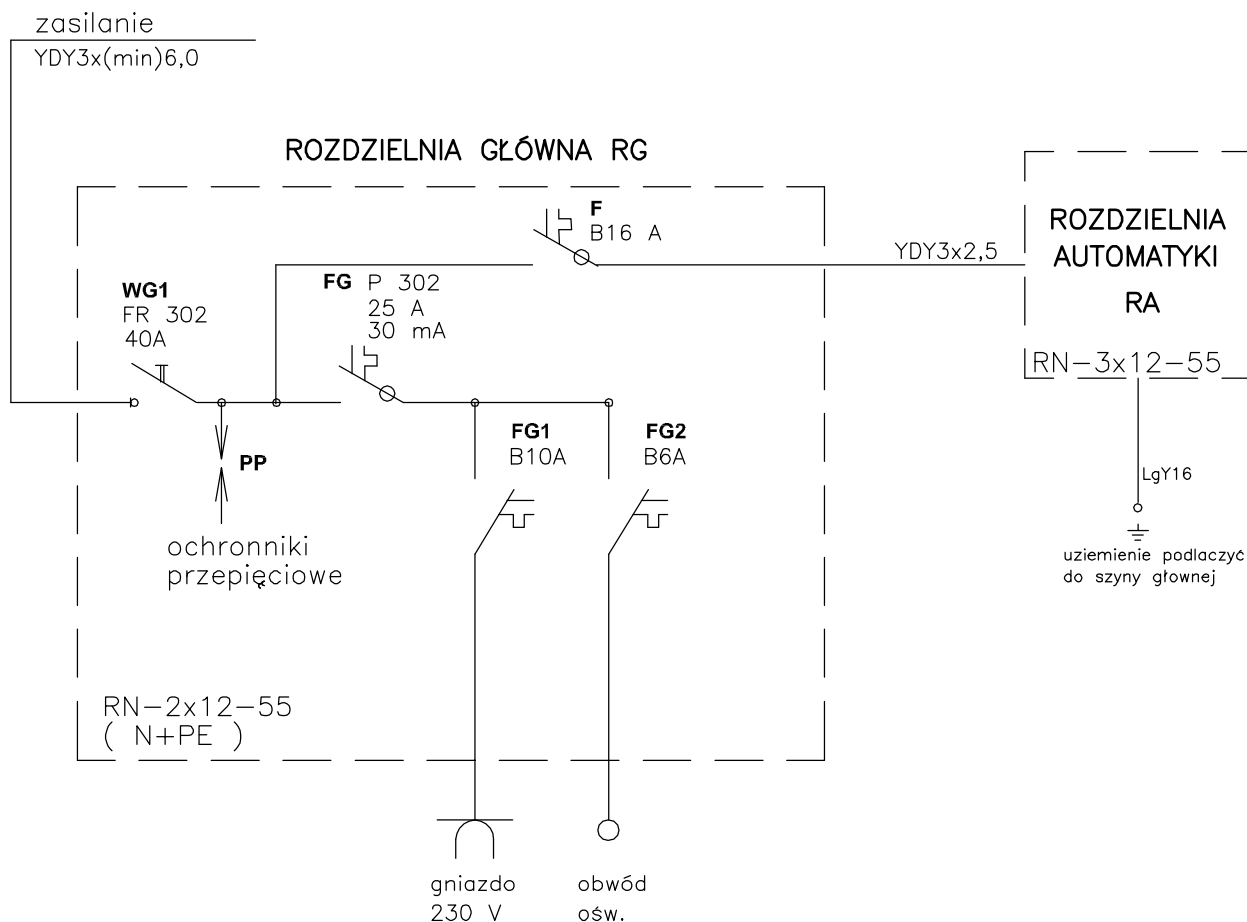 zasilanie
YDY3x(min)6,0
ROZDZIELNIA GŁÓWNA RG
F
B16 A
YDY3x2,5
ROZDZIELNIA
AUTOMATYKI
RA
RN-3x12-55
WG1
FR 302
40A
FG P 302
25 A
30 mA
PP
ochronniki
przepięciowe
FG1
B10A
FG2
B6A
LgY16
uziemienie podlaczyć
do szyny głownej
RN-2x12-55
( N+PE )
gniazdo
230 V
obwód
ośw.